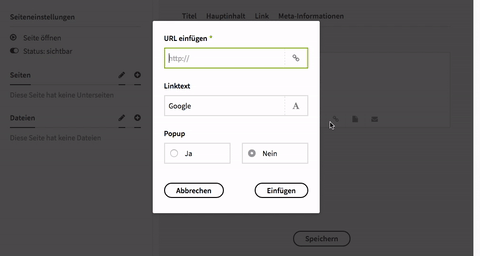 Seiteneinstellungen
Seite öffnen
Status: sichtbar
Seiten
Diese Seite hat keine Unterseiten
Dateien
Diese Seite hat keine Dateien
Titel Hauptinhalt Link Meta-Informationen
URL einfügen *
http://
Linktext
Google
Popup
Ja Nein
Abbrechen Einfügen
Speichern